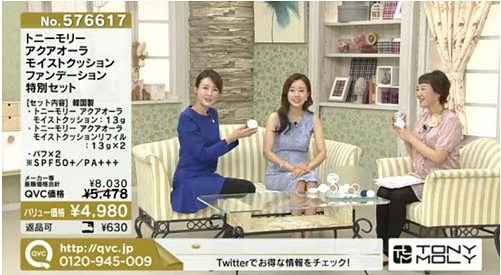 No.576617
トニーモリー
アクアオーラ
モイストクッション
ファンデーション
特別セット
[セット内容] 韓国製
・トニーモリー アクアオーラ
モイストクッション：13g
・トニーモリー アクアオーラ
モイストクッションリフィル
：13g×2
・パフ×2
※SPF50+/PA+++
メーカー等
直販価格合計 ¥8,030
QVC価格 ¥5,478
バリュー価格 ¥4,980
返品可 ¥630
QVC
http://qvc.jp
0120-945-009
Twitterでお得な情報をチェック!
TONY
MOLY